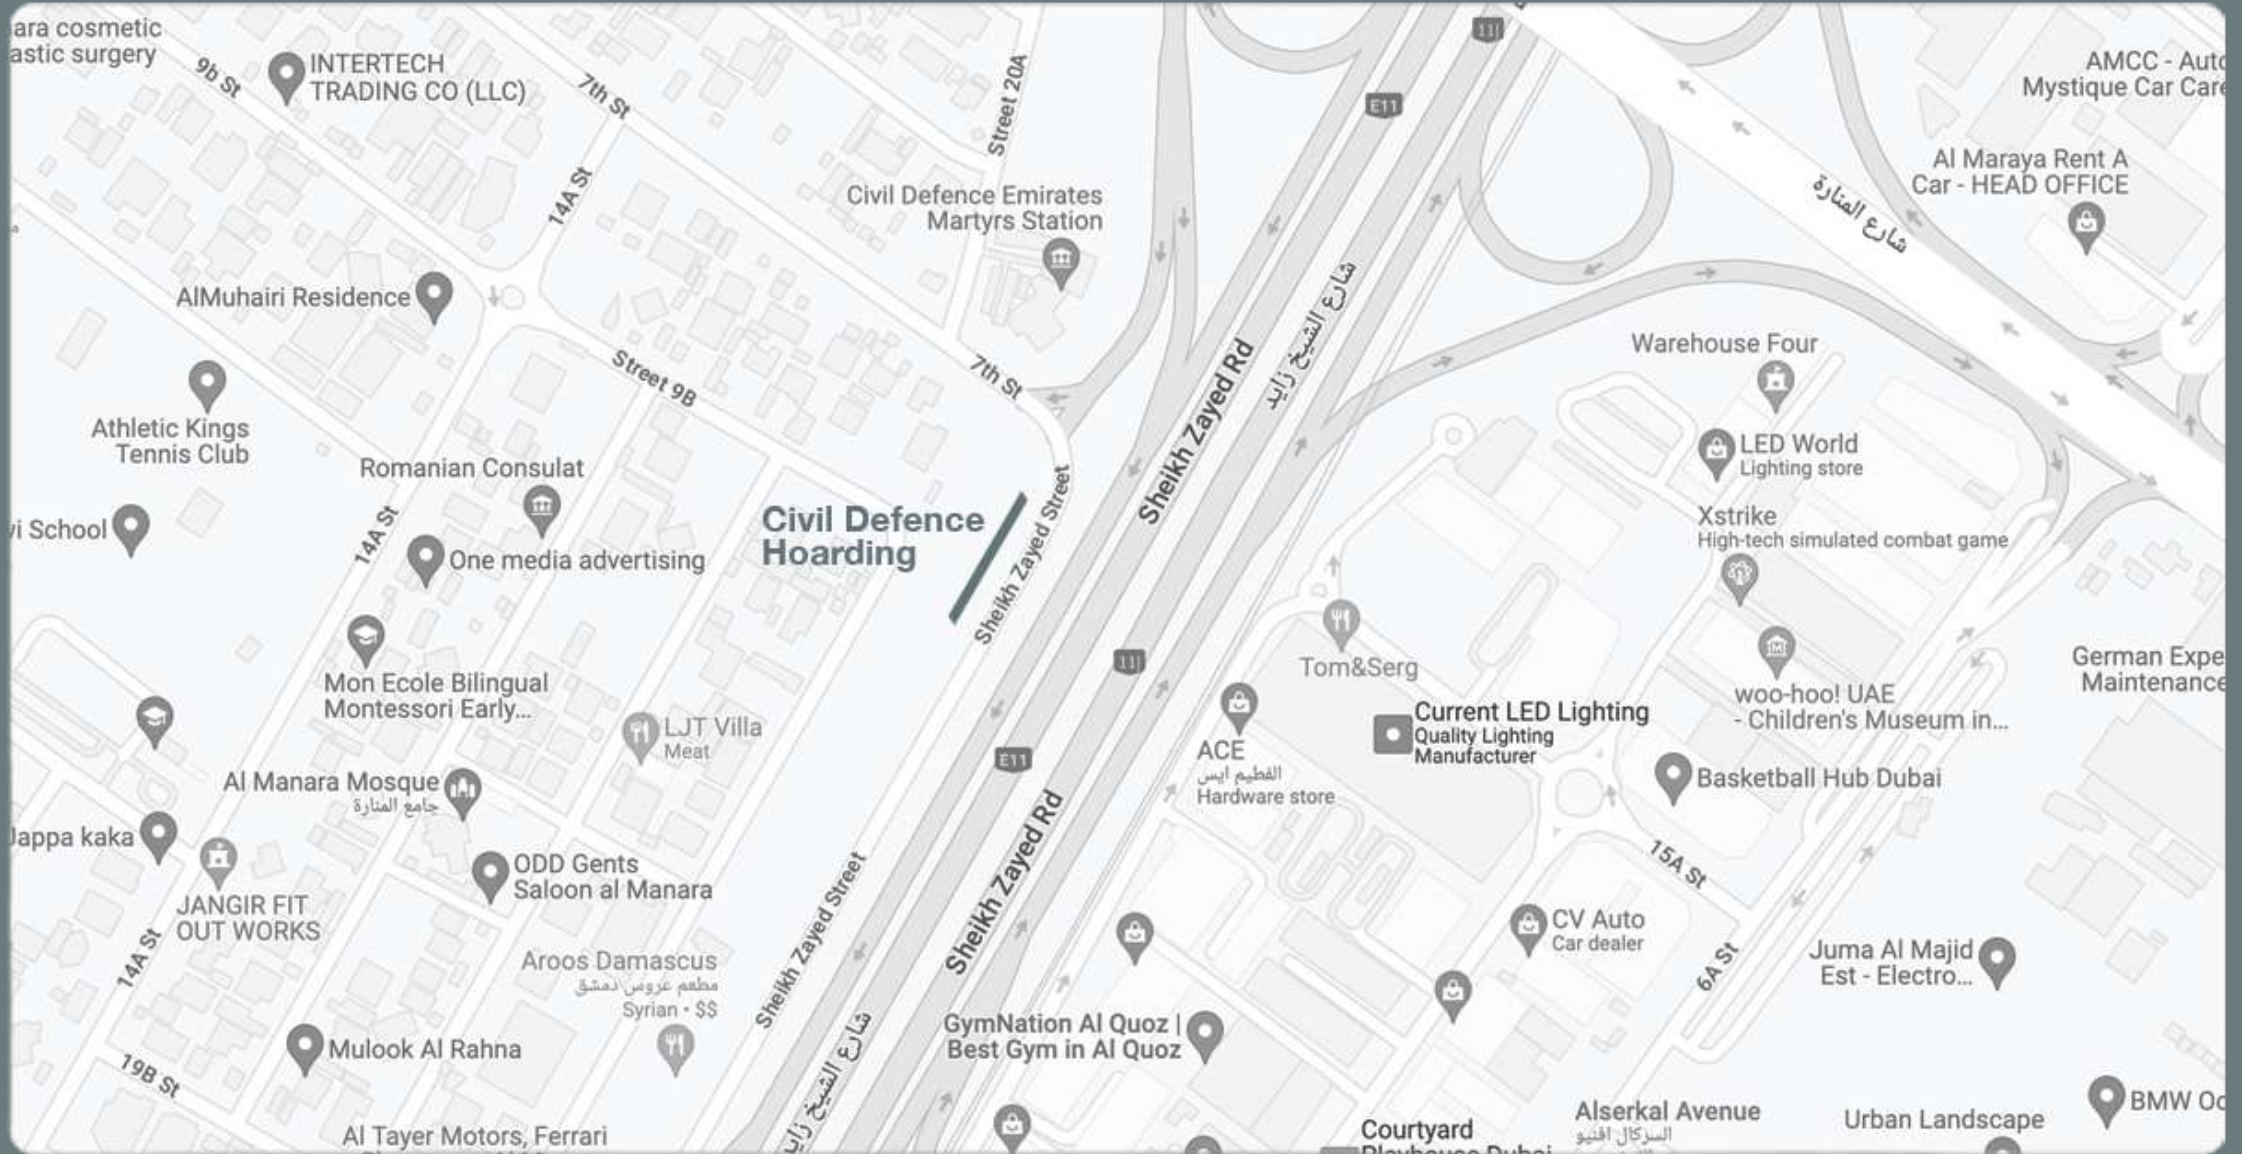 ara cosmetic
astic surgery
9b St
INTERTECH
TRADING CO (LLC)
7th St
Street 20A
11
E11
AMCC - Auto
Mystique Car Care
14A St
Civil Defence Emirates
Martyrs Station
Al Maraya Rent A
Car - HEAD OFFICE
شارع المنارة
AlMuhairi Residence
شارع الشيخ زايد
Sheikh Zayed Rd
Warehouse Four
Street 9B
7th St
Athletic Kings
Tennis Club
LED World
Lighting store
Romanian Consulat
Civil Defence
Hoarding
Sheikh Zayed Street
vi School
14A St
One media advertising
Xstrike
High-tech simulated combat game
Mon Ecole Bilingual
Montessori Early...
11
Tom&Serg
German Expe
Maintenance
woo-hoo! UAE
- Children's Museum in...
LJT Villa
Meat
Current LED Lighting
Quality Lighting
Manufacturer
ACE
الفطيم ايس
Hardware store
E11
Basketball Hub Dubai
Al Manara Mosque
جامع المنارة
Jappa kaka
ODD Gents
Saloon al Manara
Sheikh Zayed Rd
Sheikh Zayed Street
15A St
JANGIR FIT
OUT WORKS
14A St
CV Auto
Car dealer
Juma Al Majid
Est - Electro...
6A St
Aroos Damascus
مطعم عروس دمشق
Syrian • $$
GymNation Al Quoz |
Best Gym in Al Quoz
شارع الشيخ زايد
Mulook Al Rahna
19B St
Al Tayer Motors, Ferrari
Courtyard
Playhouse Dubai
Alserkal Avenue
السركال افنيو
Urban Landscape
BMW Oc